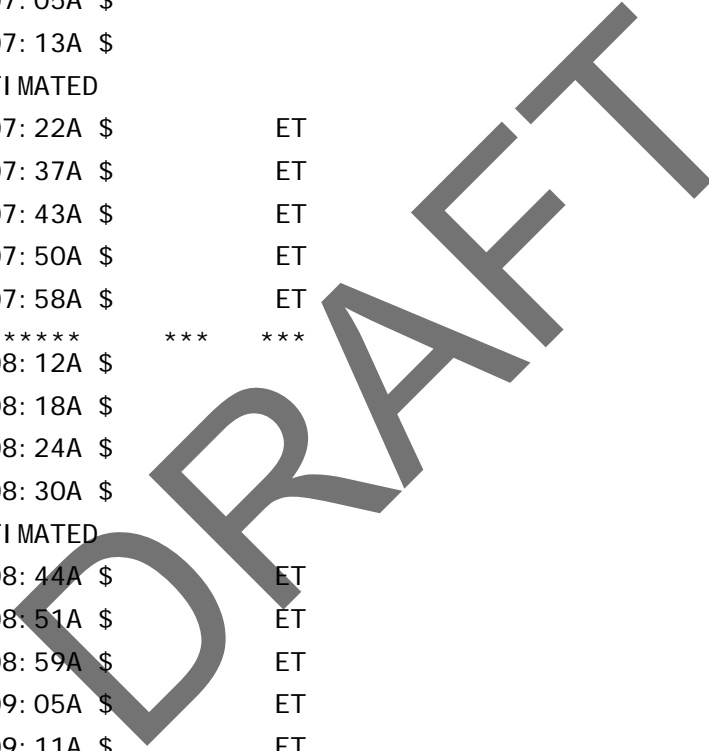 07:05A $
07:13A $
TIMATED
07:22A $ ET
07:37A $ ET
07:43A $ ET
07:50A $ ET
07:58A $ ET
***** *** ***
08:12A $
08:18A $
08:24A $
08:30A $
TIMATED
08:44A $ ET
08:51A $ ET
08:59A $ ET
09:05A $ ET
09:11A $ ET
DRAFT